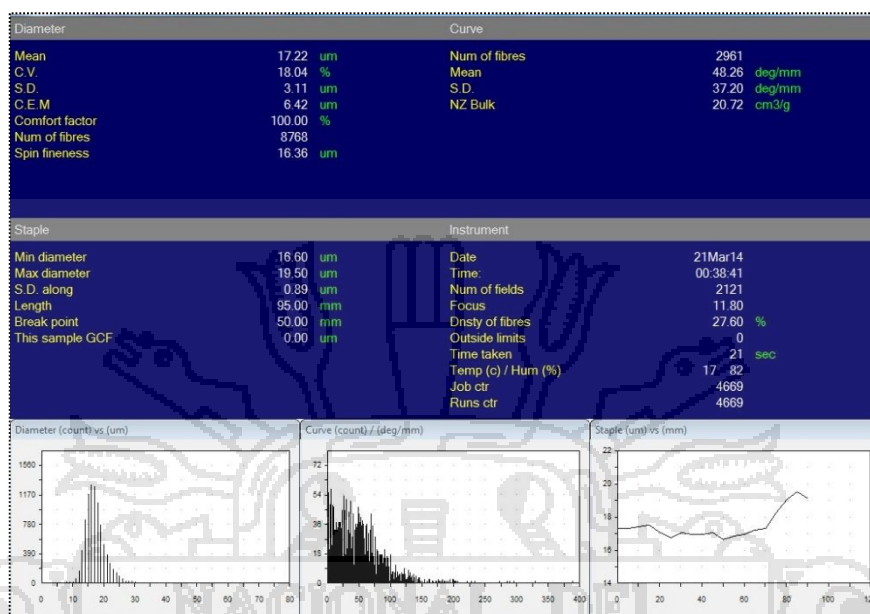 Diameter
Mean 17.22 um
C.V. 18.04 %
S.D. 3.11 um
C.E.M 6.42 um
Comfort factor 100.00 %
Num of fibres 8768
Spin fineness 16.36 um
Curve
Num of fibres 2961
Mean 48.26 deg/mm
S.D. 37.20 deg/mm
NZ Bulk 20.72 cm3/g
Staple
Min diameter 16.60 um
Max diameter 19.50 um
S.D. along 0.89 um
Length 95.00 mm
Break point 50.00 mm
This sample GCF 0.00 um
Instrument
Date 21Mar14
Time: 00:38:41
Num of fields 2121
Focus 11.80
Dnsty of fibres 27.60 %
Outside limits 0
Time taken 21 sec
Temp (c) / Hum (%) 17 82
Job ctr 4669
Runs ctr 4669
Diameter (count) vs (um)
1560
1170
780
390
0
0 10 20 30 40 50 60 70 80
Curve (count) / (deg/mm)
72
54
36
18
0
0 50 100 150 200 250 300 350 400
Staple (um) vs (mm)
22
20
18
16
14
0 20 40 60 80 100